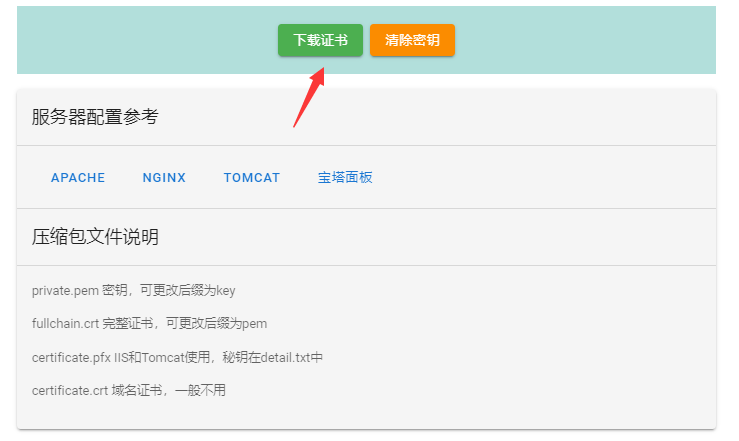 下载证书 清除密钥
服务器配置参考
APACHE NGINX TOMCAT 宝塔面板
压缩包文件说明
private.pem 密钥，可更改后缀为key
fullchain.crt 完整证书，可更改后缀为pem
certificate.pfx IIS和Tomcat使用，秘钥在detail.txt中
certificate.crt 域名证书，一般不用